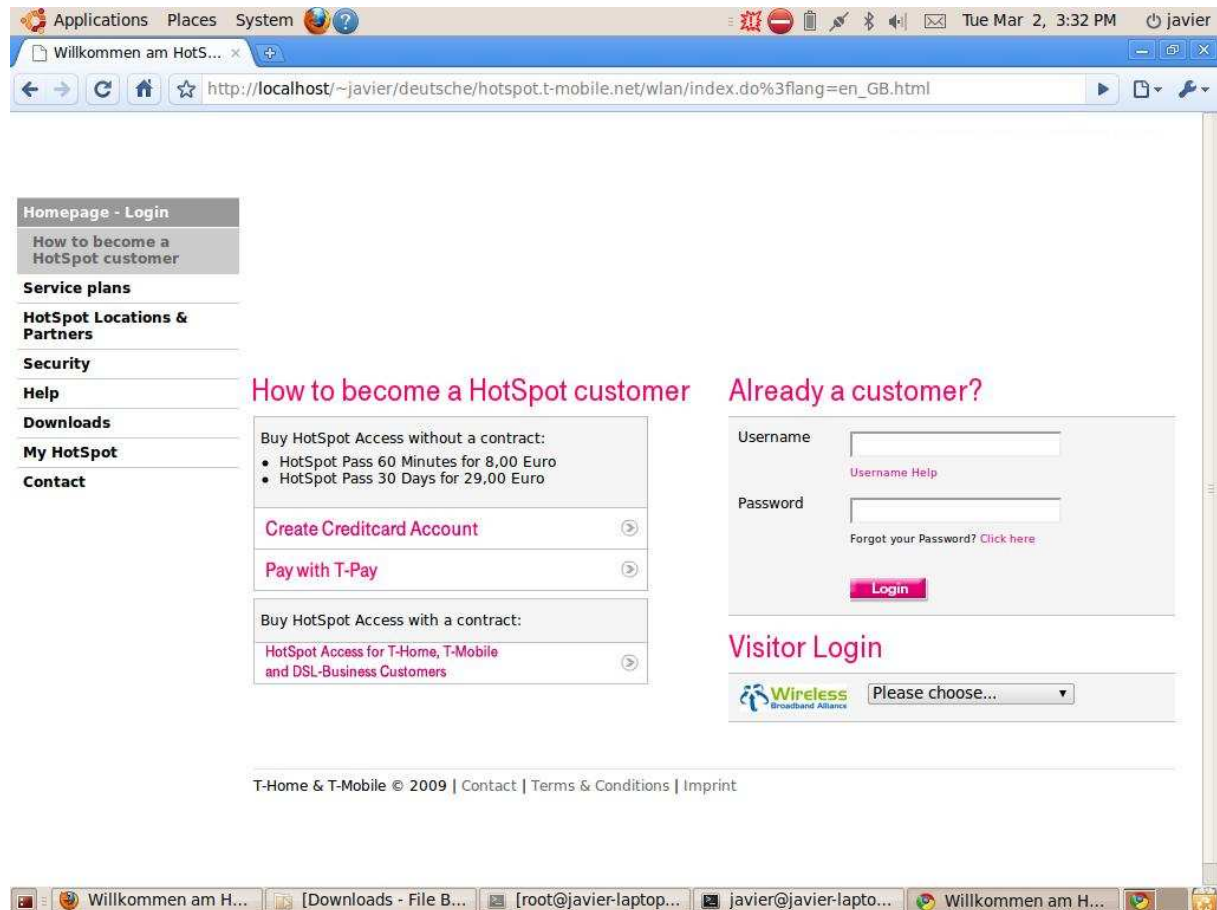 Applications Places System Tue Mar 2, 3:32 PM javier
Willkommen am HotS...
http://localhost/~javier/deutsche/hotspot.t-mobile.net/wlan/index.do%3flang=en_GB.html
Homepage - Login
How to become a
HotSpot customer
Service plans
HotSpot Locations &
Partners
Security
Help
Downloads
My HotSpot
Contact
How to become a HotSpot customer
Buy HotSpot Access without a contract:
• HotSpot Pass 60 Minutes for 8,00 Euro
• HotSpot Pass 30 Days for 29,00 Euro
Create Creditcard Account
Pay with T-Pay
Buy HotSpot Access with a contract:
HotSpot Access for T-Home, T-Mobile
and DSL-Business Customers
Already a customer?
Username
Username Help
Password
Forgot your Password? Click here
Login
Visitor Login
Wireless
Broadband Alliance
Please choose...
T-Home & T-Mobile © 2009 | Contact | Terms & Conditions | Imprint
Willkommen am H... [Downloads - File B... [root@javier-laptop... javier@javier-lapto... Willkommen am H...